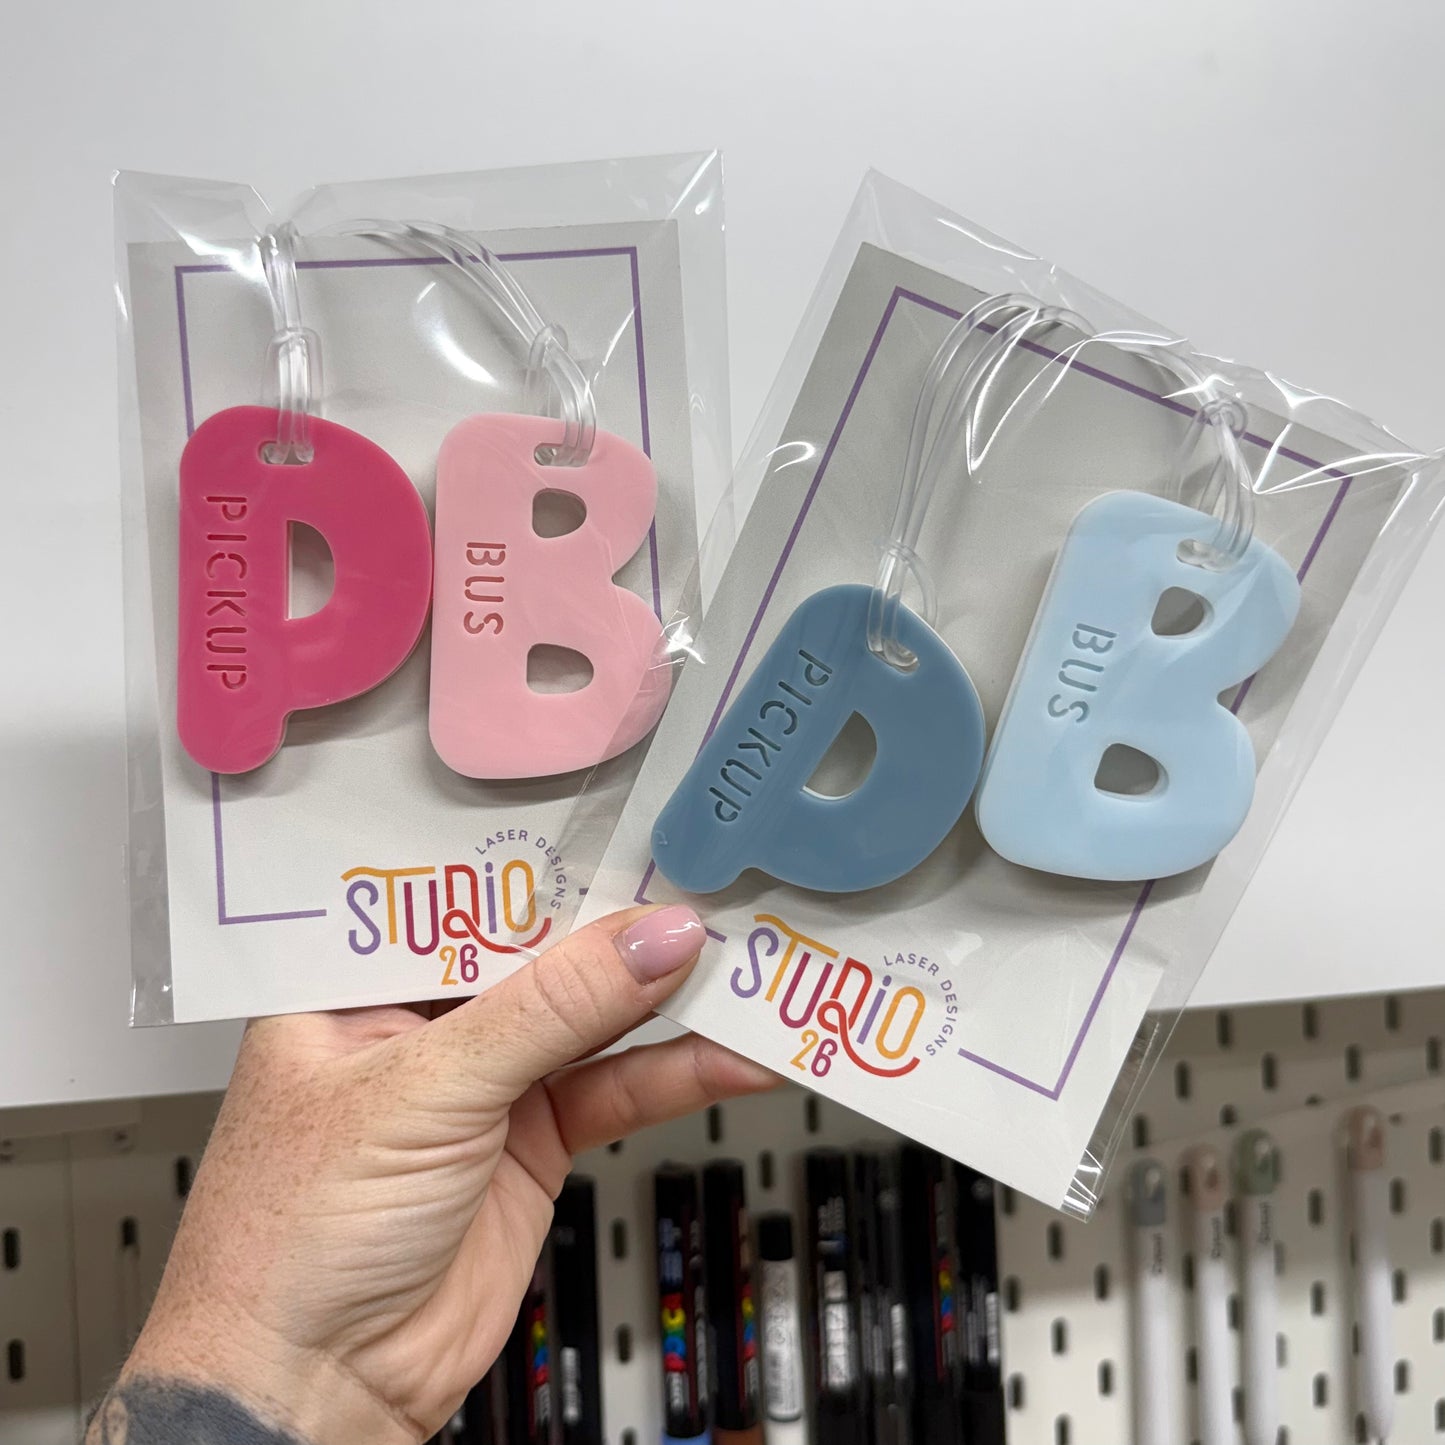 PICKUP
BUS
LASER DESIGNS
STUDIO
26
PICKUP
BUS
LASER DESIGNS
STUDIO
26